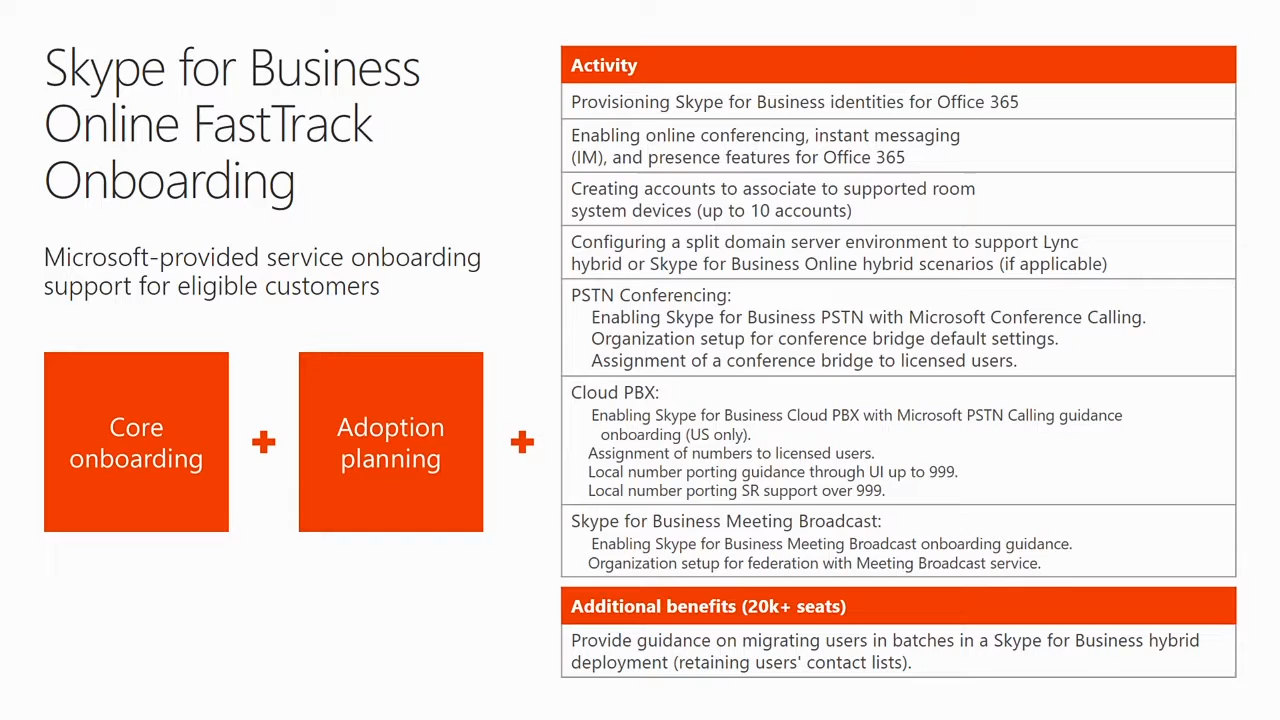 Skype for Business
Online FastTrack
Onboarding
Microsoft-provided service onboarding
support for eligible customers
Core
onboarding
+
Adoption
planning
+
Activity
Provisioning Skype for Business identities for Office 365
Enabling online conferencing, instant messaging
(IM), and presence features for Office 365
Creating accounts to associate to supported room
system devices (up to 10 accounts)
Configuring a split domain server environment to support Lync
hybrid or Skype for Business Online hybrid scenarios (if applicable)
PSTN Conferencing:
Enabling Skype for Business PSTN with Microsoft Conference Calling.
Organization setup for conference bridge default settings.
Assignment of a conference bridge to licensed users.
Cloud PBX:
Enabling Skype for Business Cloud PBX with Microsoft PSTN Calling guidance
onboarding (US only).
Assignment of numbers to licensed users.
Local number porting guidance through UI up to 999.
Local number porting SR support over 999.
Skype for Business Meeting Broadcast:
Enabling Skype for Business Meeting Broadcast onboarding guidance.
Organization setup for federation with Meeting Broadcast service.
Additional benefits (20k+ seats)
Provide guidance on migrating users in batches in a Skype for Business hybrid
deployment (retaining users' contact lists).